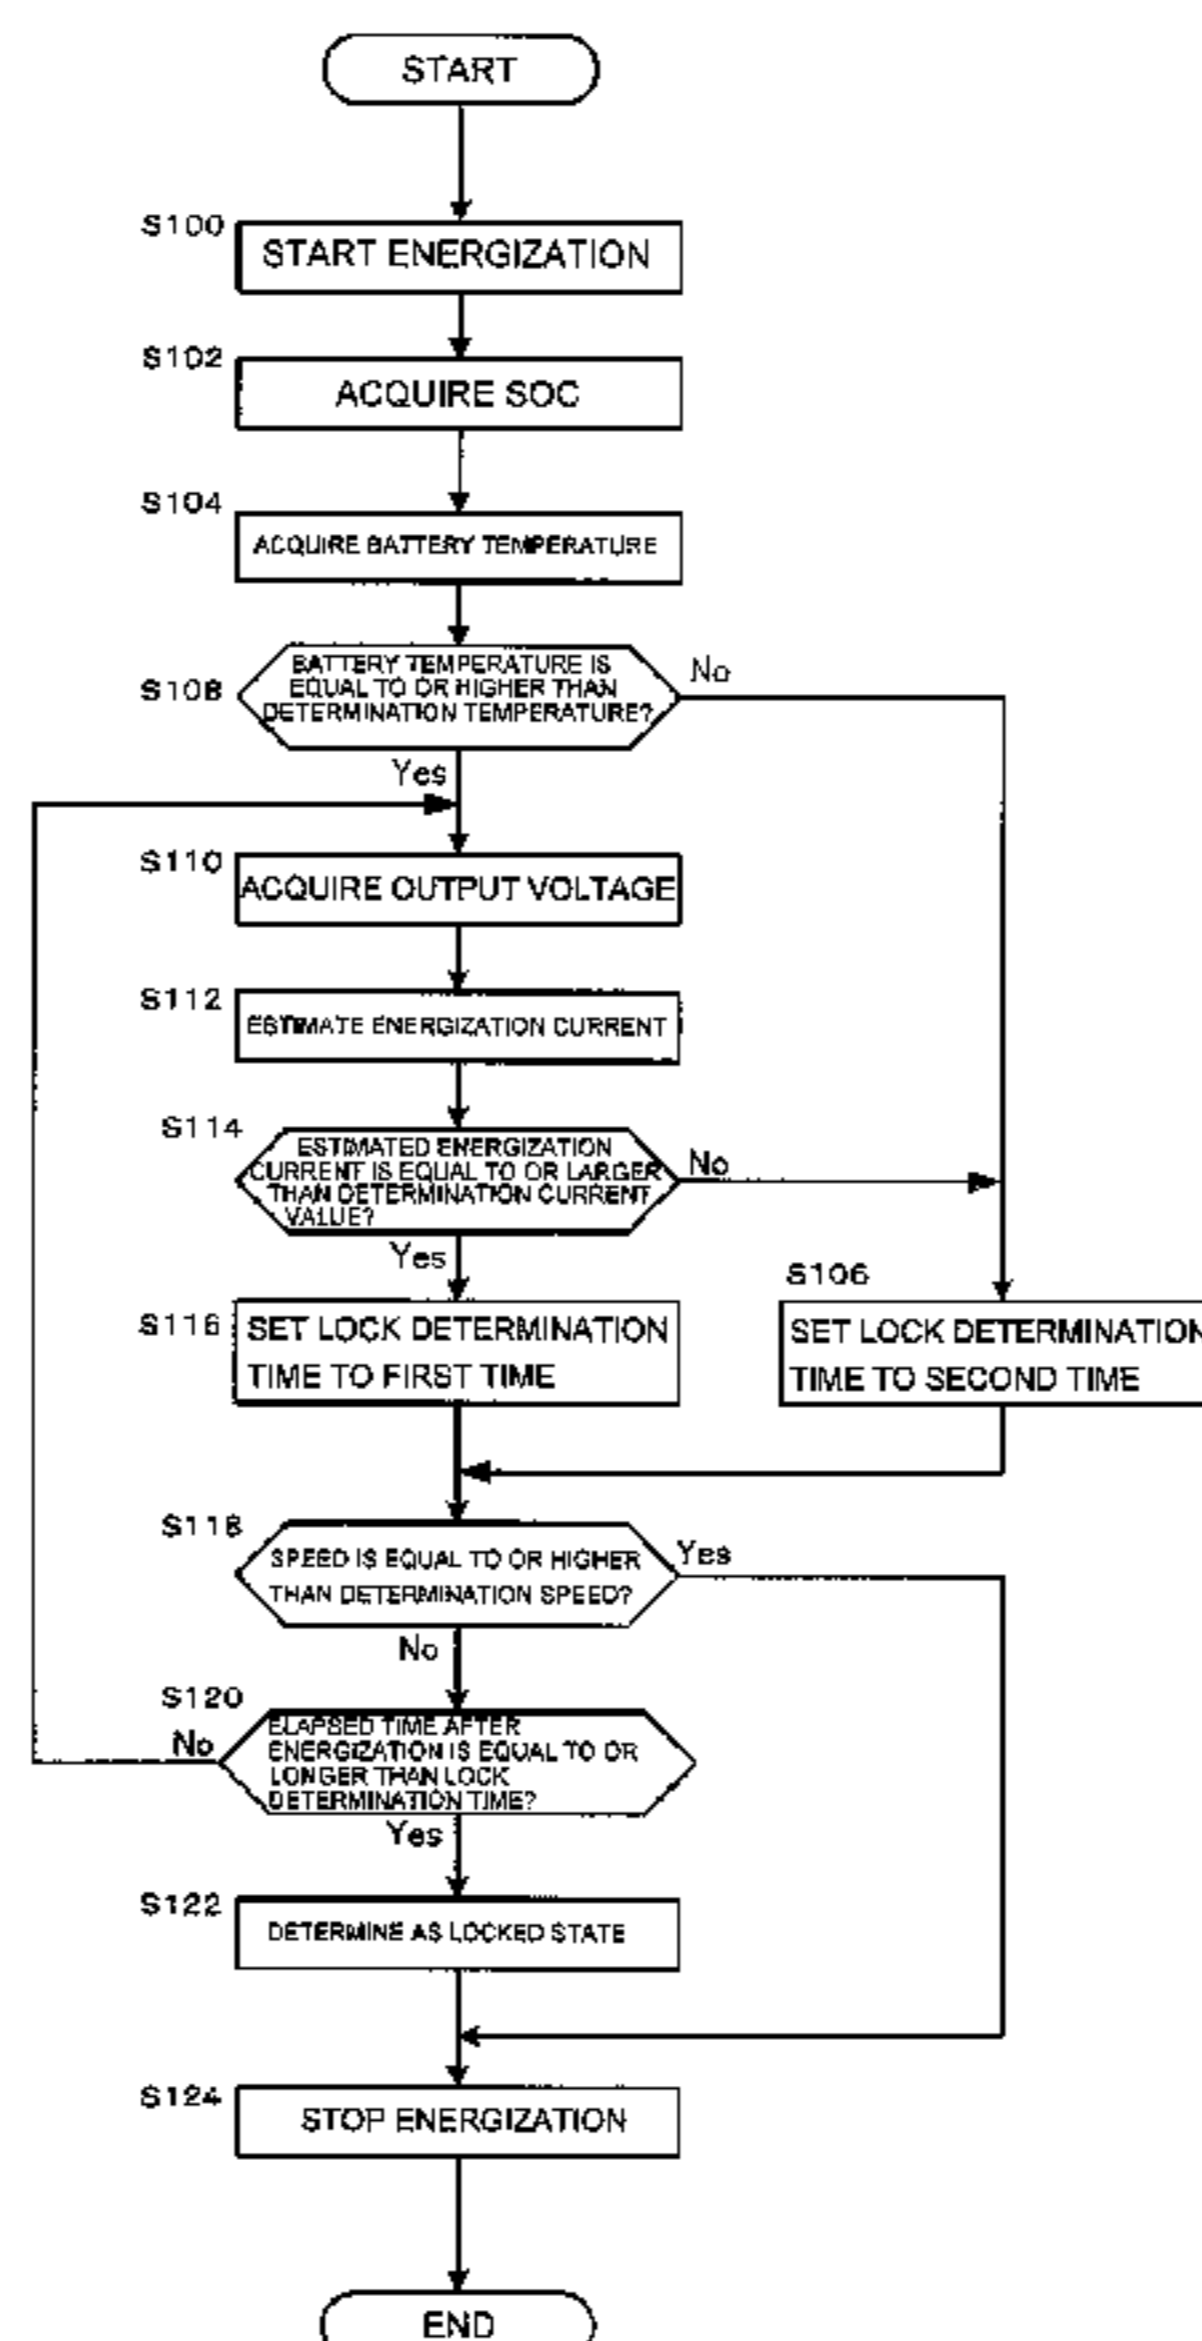 START
S100
START ENERGIZATION
S102
ACQUIRE SOC
S104
ACQUIRE BATTERY TEMPERATURE
S108
BATTERY TEMPERATURE IS
EQUAL TO OR HIGHER THAN
DETERMINATION TEMPERATURE?
No
Yes
S110
ACQUIRE OUTPUT VOLTAGE
S112
ESTIMATE ENERGIZATION CURRENT
S114
ESTIMATED ENERGIZATION
CURRENT IS EQUAL TO OR LARGER
THAN DETERMINATION CURRENT
VALUE?
No
Yes
S116
SET LOCK DETERMINATION
TIME TO FIRST TIME
S106
SET LOCK DETERMINATION
TIME TO SECOND TIME
S118
SPEED IS EQUAL TO OR HIGHER
THAN DETERMINATION SPEED?
Yes
No
S120
ELAPSED TIME AFTER
ENERGIZATION IS EQUAL TO OR
LONGER THAN LOCK
DETERMINATION TIME?
No
Yes
S122
DETERMINE AS LOCKED STATE
S124
STOP ENERGIZATION
END